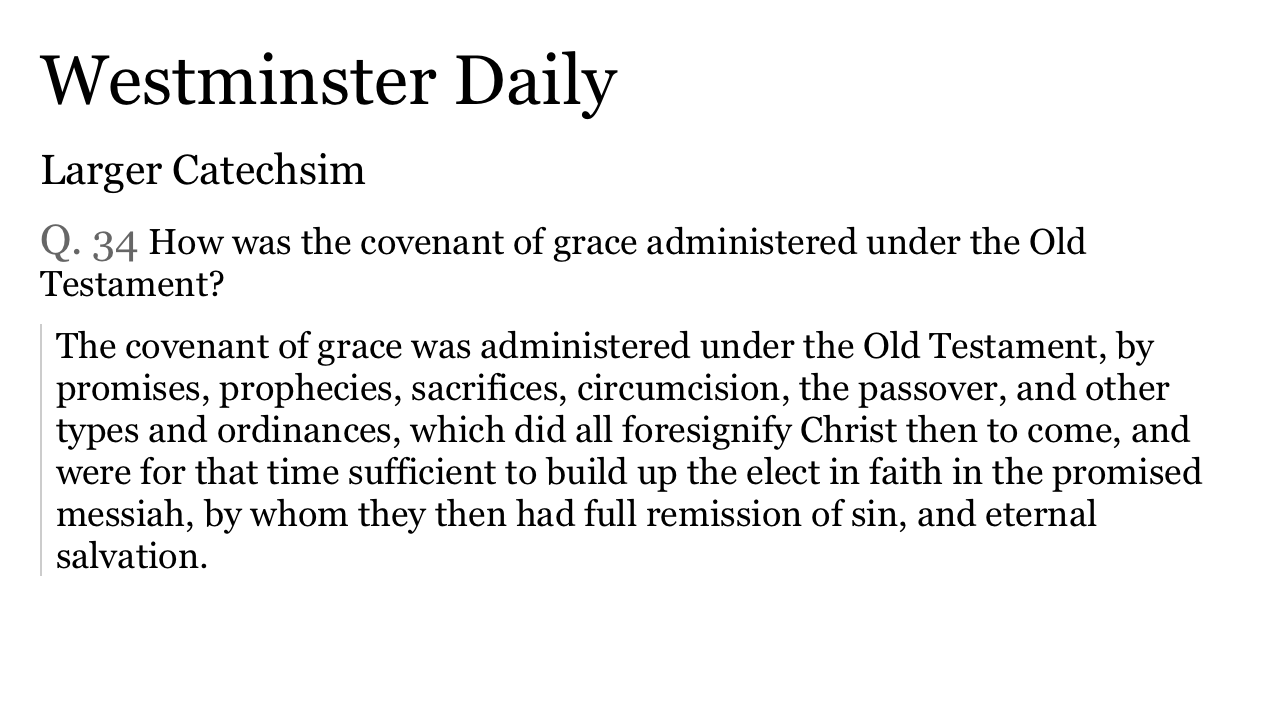 Westminster Daily
Larger Catechsim
Q. 34 How was the covenant of grace administered under the Old
Testament?
The covenant of grace was administered under the Old Testament, by
promises, prophecies, sacrifices, circumcision, the passover, and other
types and ordinances, which did all foresignify Christ then to come, and
were for that time sufficient to build up the elect in faith in the promised
messiah, by whom they then had full remission of sin, and eternal
salvation.